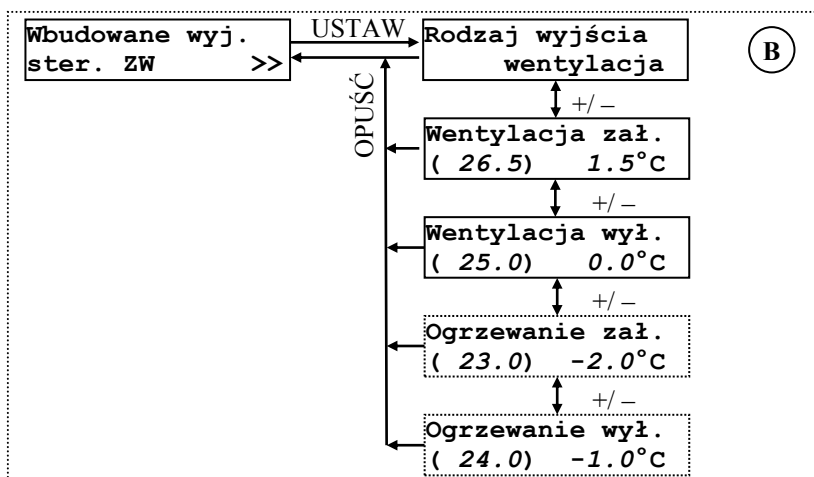 Wbudowane wyj.
ster. ZW >>
USTAW
OPUŚĆ
Rodzaj wyjścia
wentylacja
B
+/–
Wentylacja zał.
( 26.5) 1.5°C
+/–
Wentylacja wył.
( 25.0) 0.0°C
+/–
Ogrzewanie zał.
( 23.0) -2.0°C
+/–
Ogrzewanie wył.
( 24.0) -1.0°C